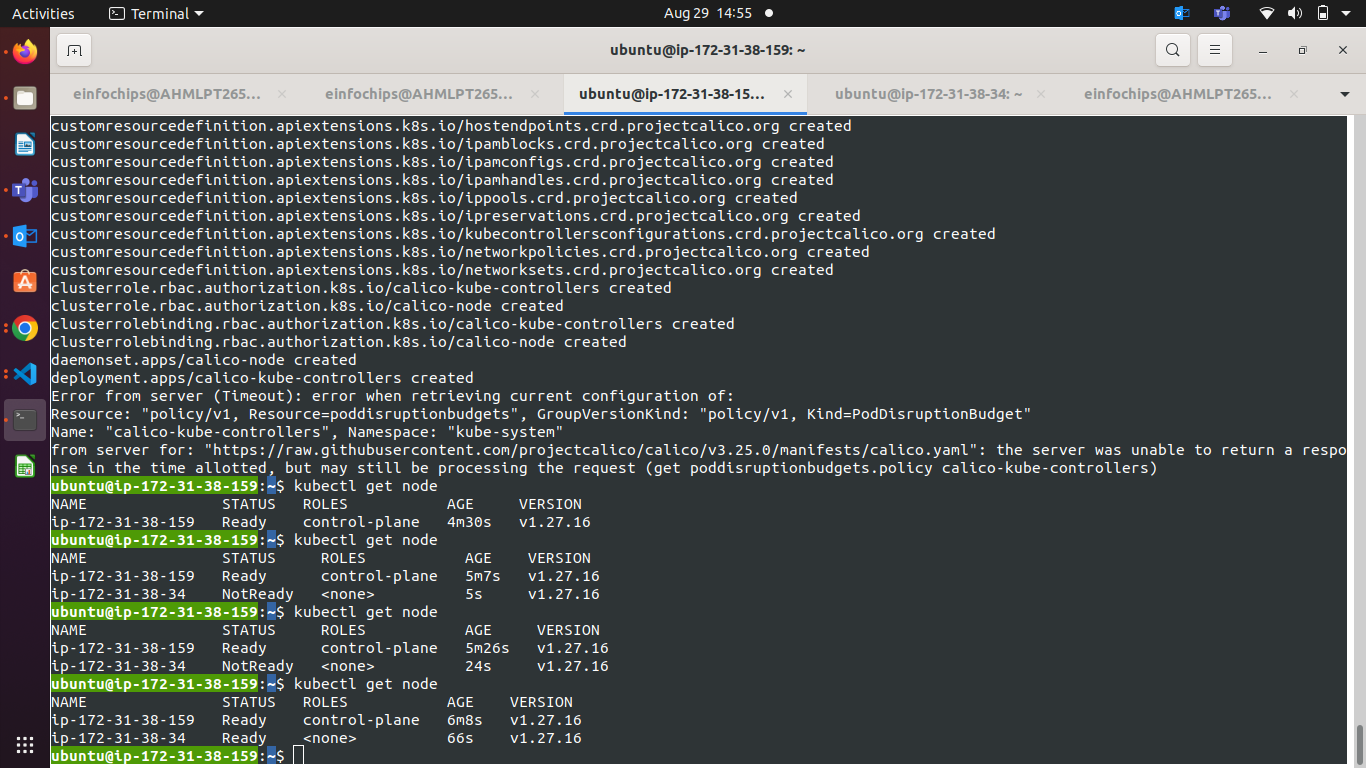 Activities Terminal Aug 29 14:55
ubuntu@ip-172-31-38-159: ~
einfochips@AHMLPT265... einfochips@AHMLPT265... ubuntu@ip-172-31-38-15... ubuntu@ip-172-31-38-34: ~ einfochips@AHMLPT265...
customresourcedefinition.apiextensions.k8s.io/hostendpoints.crd.projectcalico.org created
customresourcedefinition.apiextensions.k8s.io/ipamblocks.crd.projectcalico.org created
customresourcedefinition.apiextensions.k8s.io/ipamconfigs.crd.projectcalico.org created
customresourcedefinition.apiextensions.k8s.io/ipamhandles.crd.projectcalico.org created
customresourcedefinition.apiextensions.k8s.io/ippools.crd.projectcalico.org created
customresourcedefinition.apiextensions.k8s.io/ipreservations.crd.projectcalico.org created
customresourcedefinition.apiextensions.k8s.io/kubecontrollersconfigurations.crd.projectcalico.org created
customresourcedefinition.apiextensions.k8s.io/networkpolicies.crd.projectcalico.org created
customresourcedefinition.apiextensions.k8s.io/networksets.crd.projectcalico.org created
clusterrole.rbac.authorization.k8s.io/calico-kube-controllers created
clusterrole.rbac.authorization.k8s.io/calico-node created
clusterrolebinding.rbac.authorization.k8s.io/calico-kube-controllers created
clusterrolebinding.rbac.authorization.k8s.io/calico-node created
daemonset.apps/calico-node created
deployment.apps/calico-kube-controllers created
Error from server (Timeout): error when retrieving current configuration of:
Resource: "policy/v1, Resource=poddisruptionbudgets", GroupVersionKind: "policy/v1, Kind=PodDisruptionBudget"
Name: "calico-kube-controllers", Namespace: "kube-system"
from server for: "https://raw.githubusercontent.com/projectcalico/calico/v3.25.0/manifests/calico.yaml": the server was unable to return a respo
nse in the time allotted, but may still be processing the request (get poddisruptionbudgets.policy calico-kube-controllers)
ubuntu@ip-172-31-38-159:~$ kubectl get node
NAME STATUS ROLES AGE VERSION
ip-172-31-38-159 Ready control-plane 4m30s v1.27.16
ubuntu@ip-172-31-38-159:~$ kubectl get node
NAME STATUS ROLES AGE VERSION
ip-172-31-38-159 Ready control-plane 5m7s v1.27.16
ip-172-31-38-34 NotReady <none> 5s v1.27.16
ubuntu@ip-172-31-38-159:~$ kubectl get node
NAME STATUS ROLES AGE VERSION
ip-172-31-38-159 Ready control-plane 5m26s v1.27.16
ip-172-31-38-34 NotReady <none> 24s v1.27.16
ubuntu@ip-172-31-38-159:~$ kubectl get node
NAME STATUS ROLES AGE VERSION
ip-172-31-38-159 Ready control-plane 6m8s v1.27.16
ip-172-31-38-34 Ready <none> 66s v1.27.16
ubuntu@ip-172-31-38-159:~$